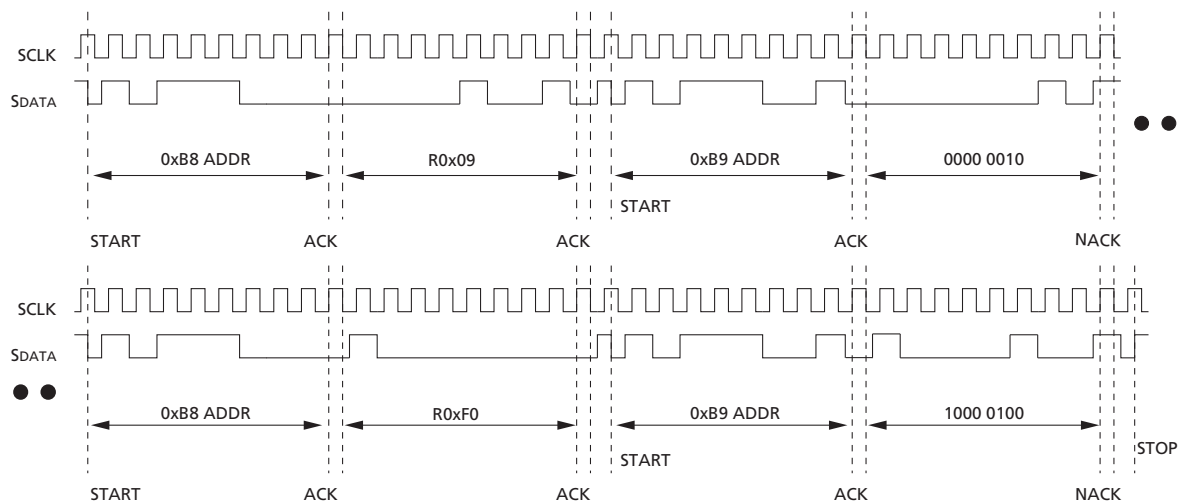 SCLK
SDATA
0xB8 ADDR R0x09 0xB9 ADDR 0000 0010
START
START ACK ACK ACK NACK
SCLK
SDATA
0xB8 ADDR R0xF0 0xB9 ADDR 1000 0100
STOP
START
START ACK ACK ACK NACK